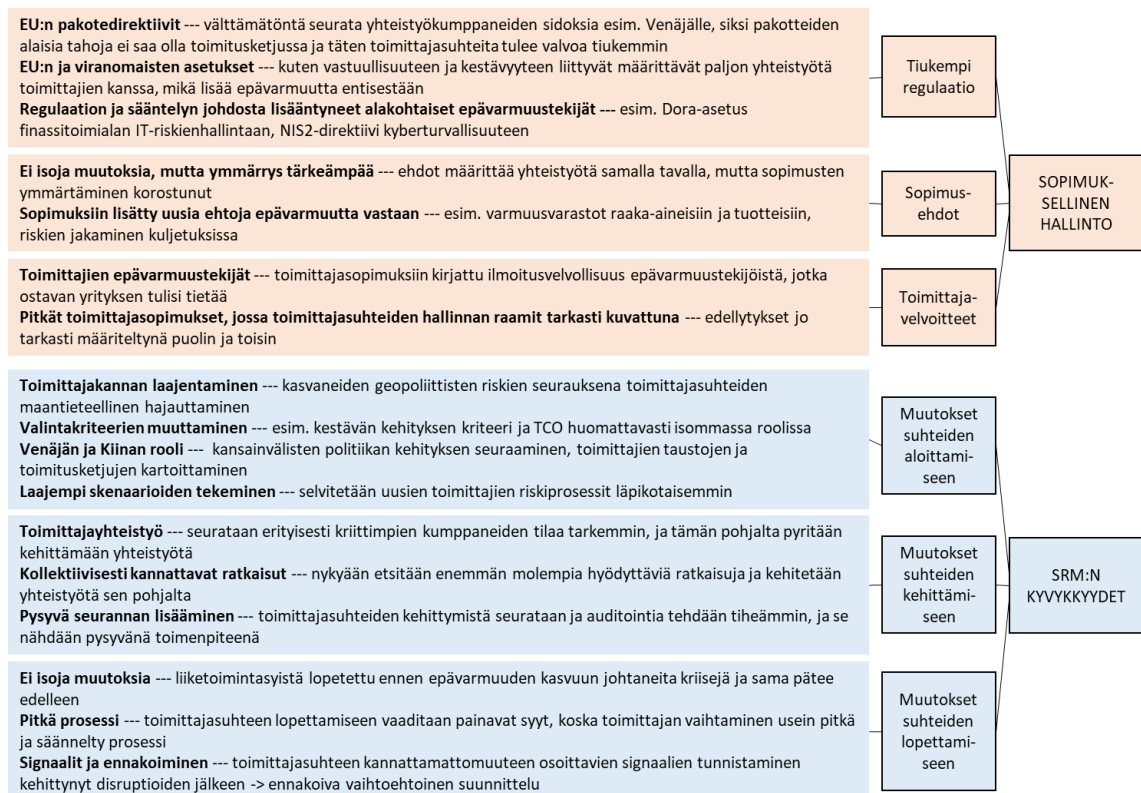 EU:n pakotedirektiivit --- välttämätöntä seurata yhteistyökumppaneiden sidoksia esim. Venäjälle, siksi pakotteiden
alaisia tahoja ei saa olla toimitusketjussa ja täten toimittajasuhteita tulee valvoa tiukemmin
EU:n ja viranomaisten asetukset --- kuten vastuullisuuteen ja kestävyyteen liittyvät määrittävät paljon yhteistyötä
toimittajien kanssa, mikä lisää epävarmuutta entisestään
Regulaation ja sääntelyn johdosta lisääntyneet alakohtaiset epävarmuustekijät --- esim. Dora-asetus
finassitoimialan IT-riskienhallintaan, NIS2-direktiivi kyberturvallisuuteen
Tiukempi
regulaatio
Ei isoja muutoksia, mutta ymmärrys tärkeämpää --- ehdot määrittää yhteistyötä samalla tavalla, mutta sopimusten
ymmärtäminen korostunut
Sopimuksiin lisätty uusia ehtoja epävarmuutta vastaan --- esim. varmuusvarastot raaka-aineisiin ja tuotteisiin,
riskien jakaminen kuljetuksissa
Sopimus-
ehdot
Toimittajien epävarmuustekijät --- toimittajasopimuksiin kirjattu ilmoitusvelvollisuus epävarmuustekijöistä, jotka
ostavan yrityksen tulisi tietää
Pitkät toimittajasopimukset, jossa toimittajasuhteiden hallinnan raamit tarkasti kuvattuna --- edellytykset jo
tarkasti määriteltynä puolin ja toisin
Toimittaja-
velvoitteet
SOPIMUK-
SELLINEN
HALLINTO
Toimittajakannan laajentaminen --- kasvaneiden geopoliittisten riskien seurauksena toimittajasuhteiden
maantieteellinen hajauttaminen
Valintakriteerien muuttaminen --- esim. kestävän kehityksen kriteeri ja TCO huomattavasti isommassa roolissa
Venäjän ja Kiinan rooli --- kansainvälisten politiikan kehityksen seuraaminen, toimittajien taustojen ja
toimitusketjujen kartoittaminen
Laajempi skenaarioiden tekeminen --- selvitetään uusien toimittajien riskiprosessit läpikotaisemmin
Muutokset
suhteiden
aloittami-
seen
Toimittajayhteistyö --- seurataan erityisesti kriittimpien kumppaneiden tilaa tarkemmin, ja tämän pohjalta pyritään
kehittämään yhteistyötä
Kollektiivisesti kannattavat ratkaisut --- nykyään etsitään enemmän molempia hyödyttäviä ratkaisuja ja kehitetään
yhteistyötä sen pohjalta
Pysyvä seurannan lisääminen --- toimittajasuhteiden kehittymistä seurataan ja auditointia tehdään tiheämmin, ja se
nähdään pysyvänä toimenpiteenä
Muutokset
suhteiden
kehittämi-
seen
Ei isoja muutoksia --- liiketoimintasyistä lopetettu ennen epävarmuuden kasvuun johtaneita kriisejä ja sama pätee
edelleen
Pitkä prosessi --- toimittajasuhteen lopettamiseen vaaditaan painavat syyt, koska toimittajan vaihtaminen usein pitkä
ja säännelty prosessi
Signaalit ja ennakoiminen --- toimittajasuhteen kannattamattomuuteen osoittavien signaalien tunnistaminen
kehittynyt disruptioiden jälkeen -> ennakoiva vaihtoehtoinen suunnittelu
Muutokset
suhteiden
lopettami-
seen
SRM:N
KYVYKKYYDET